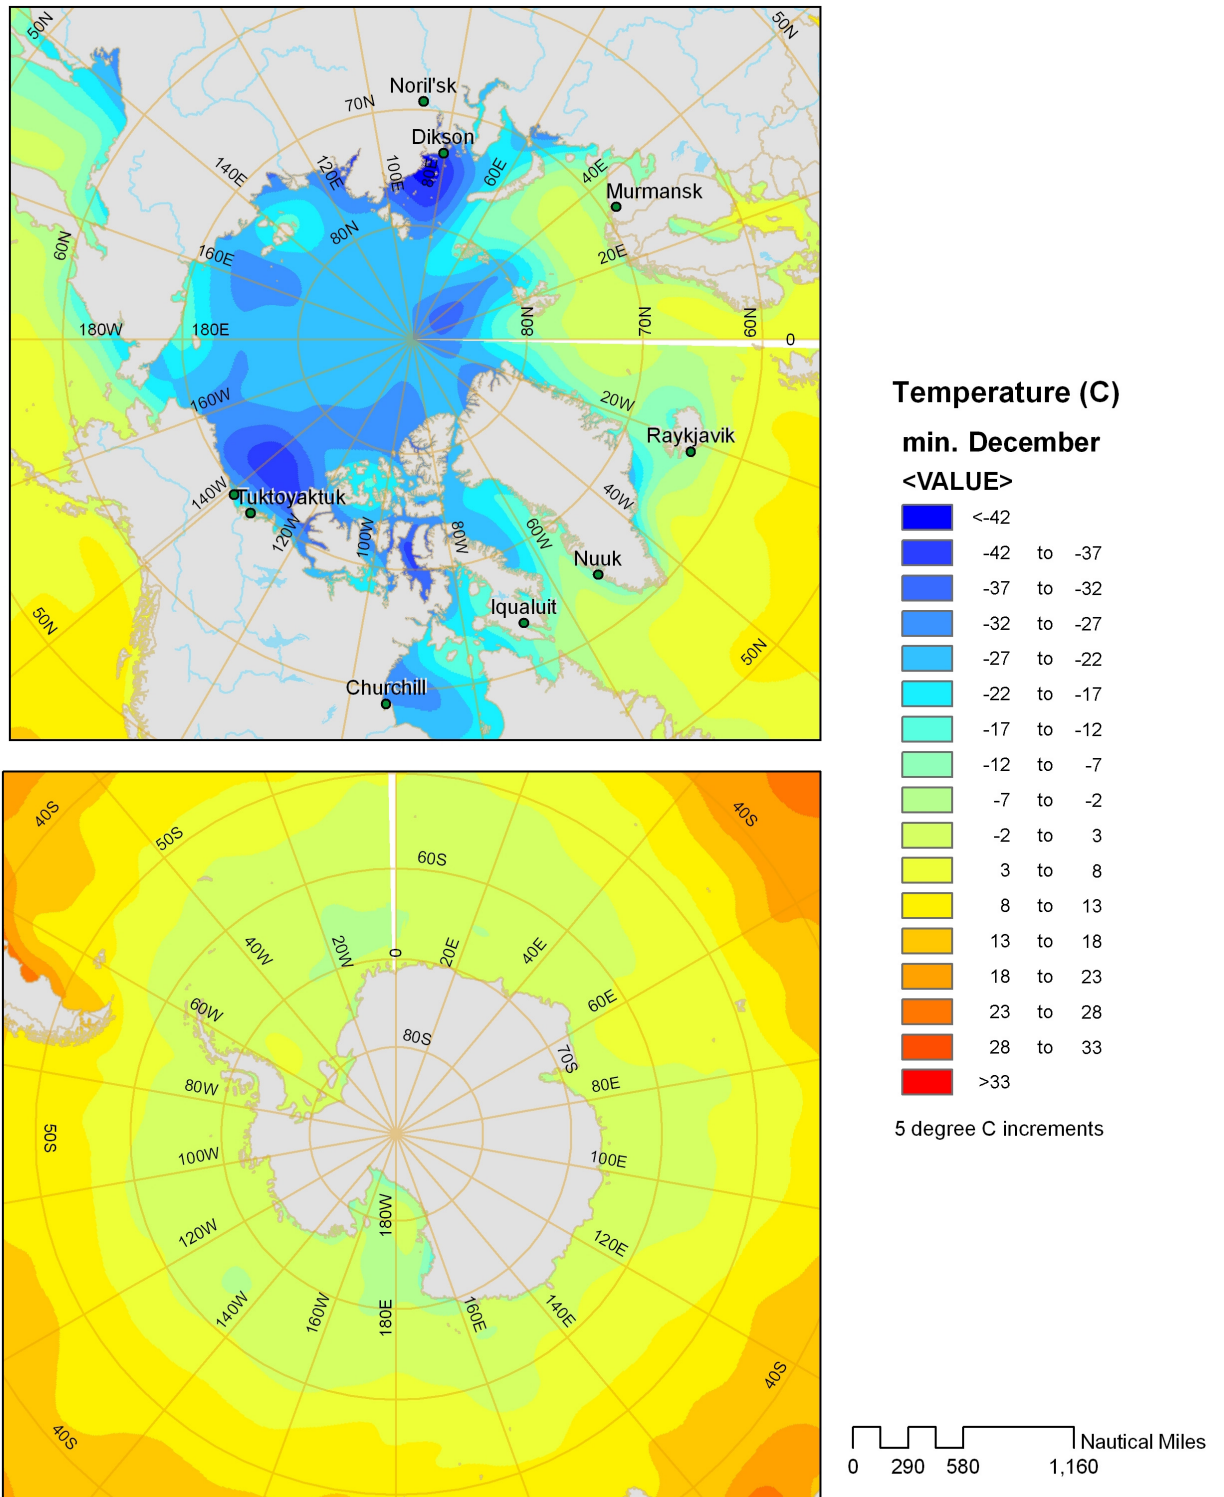 50N
50N
Noril'sk
70N
Dikson
140E
120E
100E
80E
60E
40E
Murmansk
80N
60N
160E
20E
180W
180E
80N
70N
60N
0
160W
20W
Raykjavik
140W
Tuktoyaktuk
120W
100W
80W
60W
40W
Nuuk
Iqualuit
50N
50N
Churchill
Temperature (C)
min. December
<VALUE>
<-42
-42 to -37
-37 to -32
-32 to -27
-27 to -22
-22 to -17
-17 to -12
-12 to -7
-7 to -2
-2 to 3
3 to 8
8 to 13
13 to 18
18 to 23
23 to 28
28 to 33
>33
5 degree C increments
40S
50S
40S
60S
40W
20W
0
20E
40E
60W
60E
80S
70S
80W
80E
50S
100W
100E
180W
120W
120E
140W
160W
180E
160E
140E
40S
40S
Nautical Miles
0 290 580 1,160